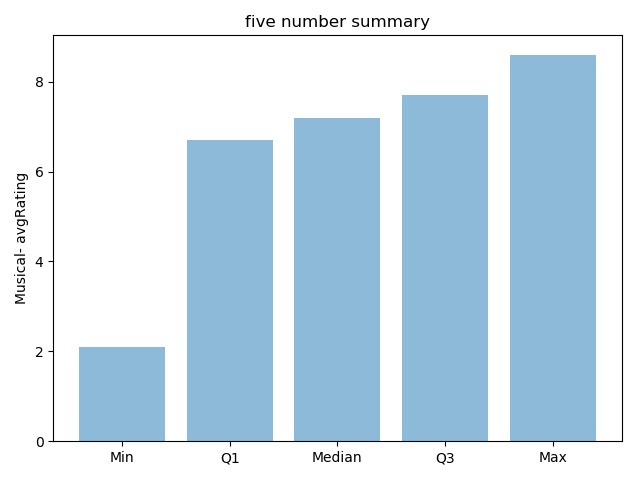 five number summary
Musical- avgRating
8
6
4
2
0
Min
Q1
Median
Q3
Max